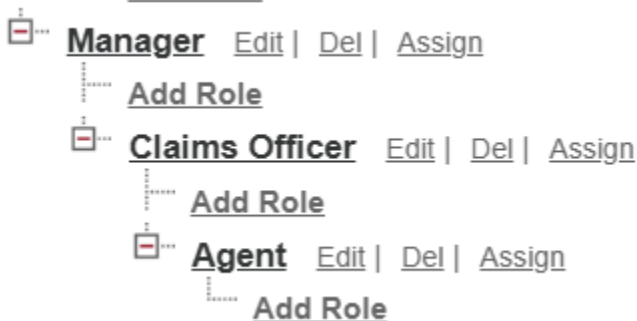 Manager Edit | Del | Assign
Add Role
Claims Officer Edit | Del | Assign
Add Role
Agent Edit | Del | Assign
Add Role